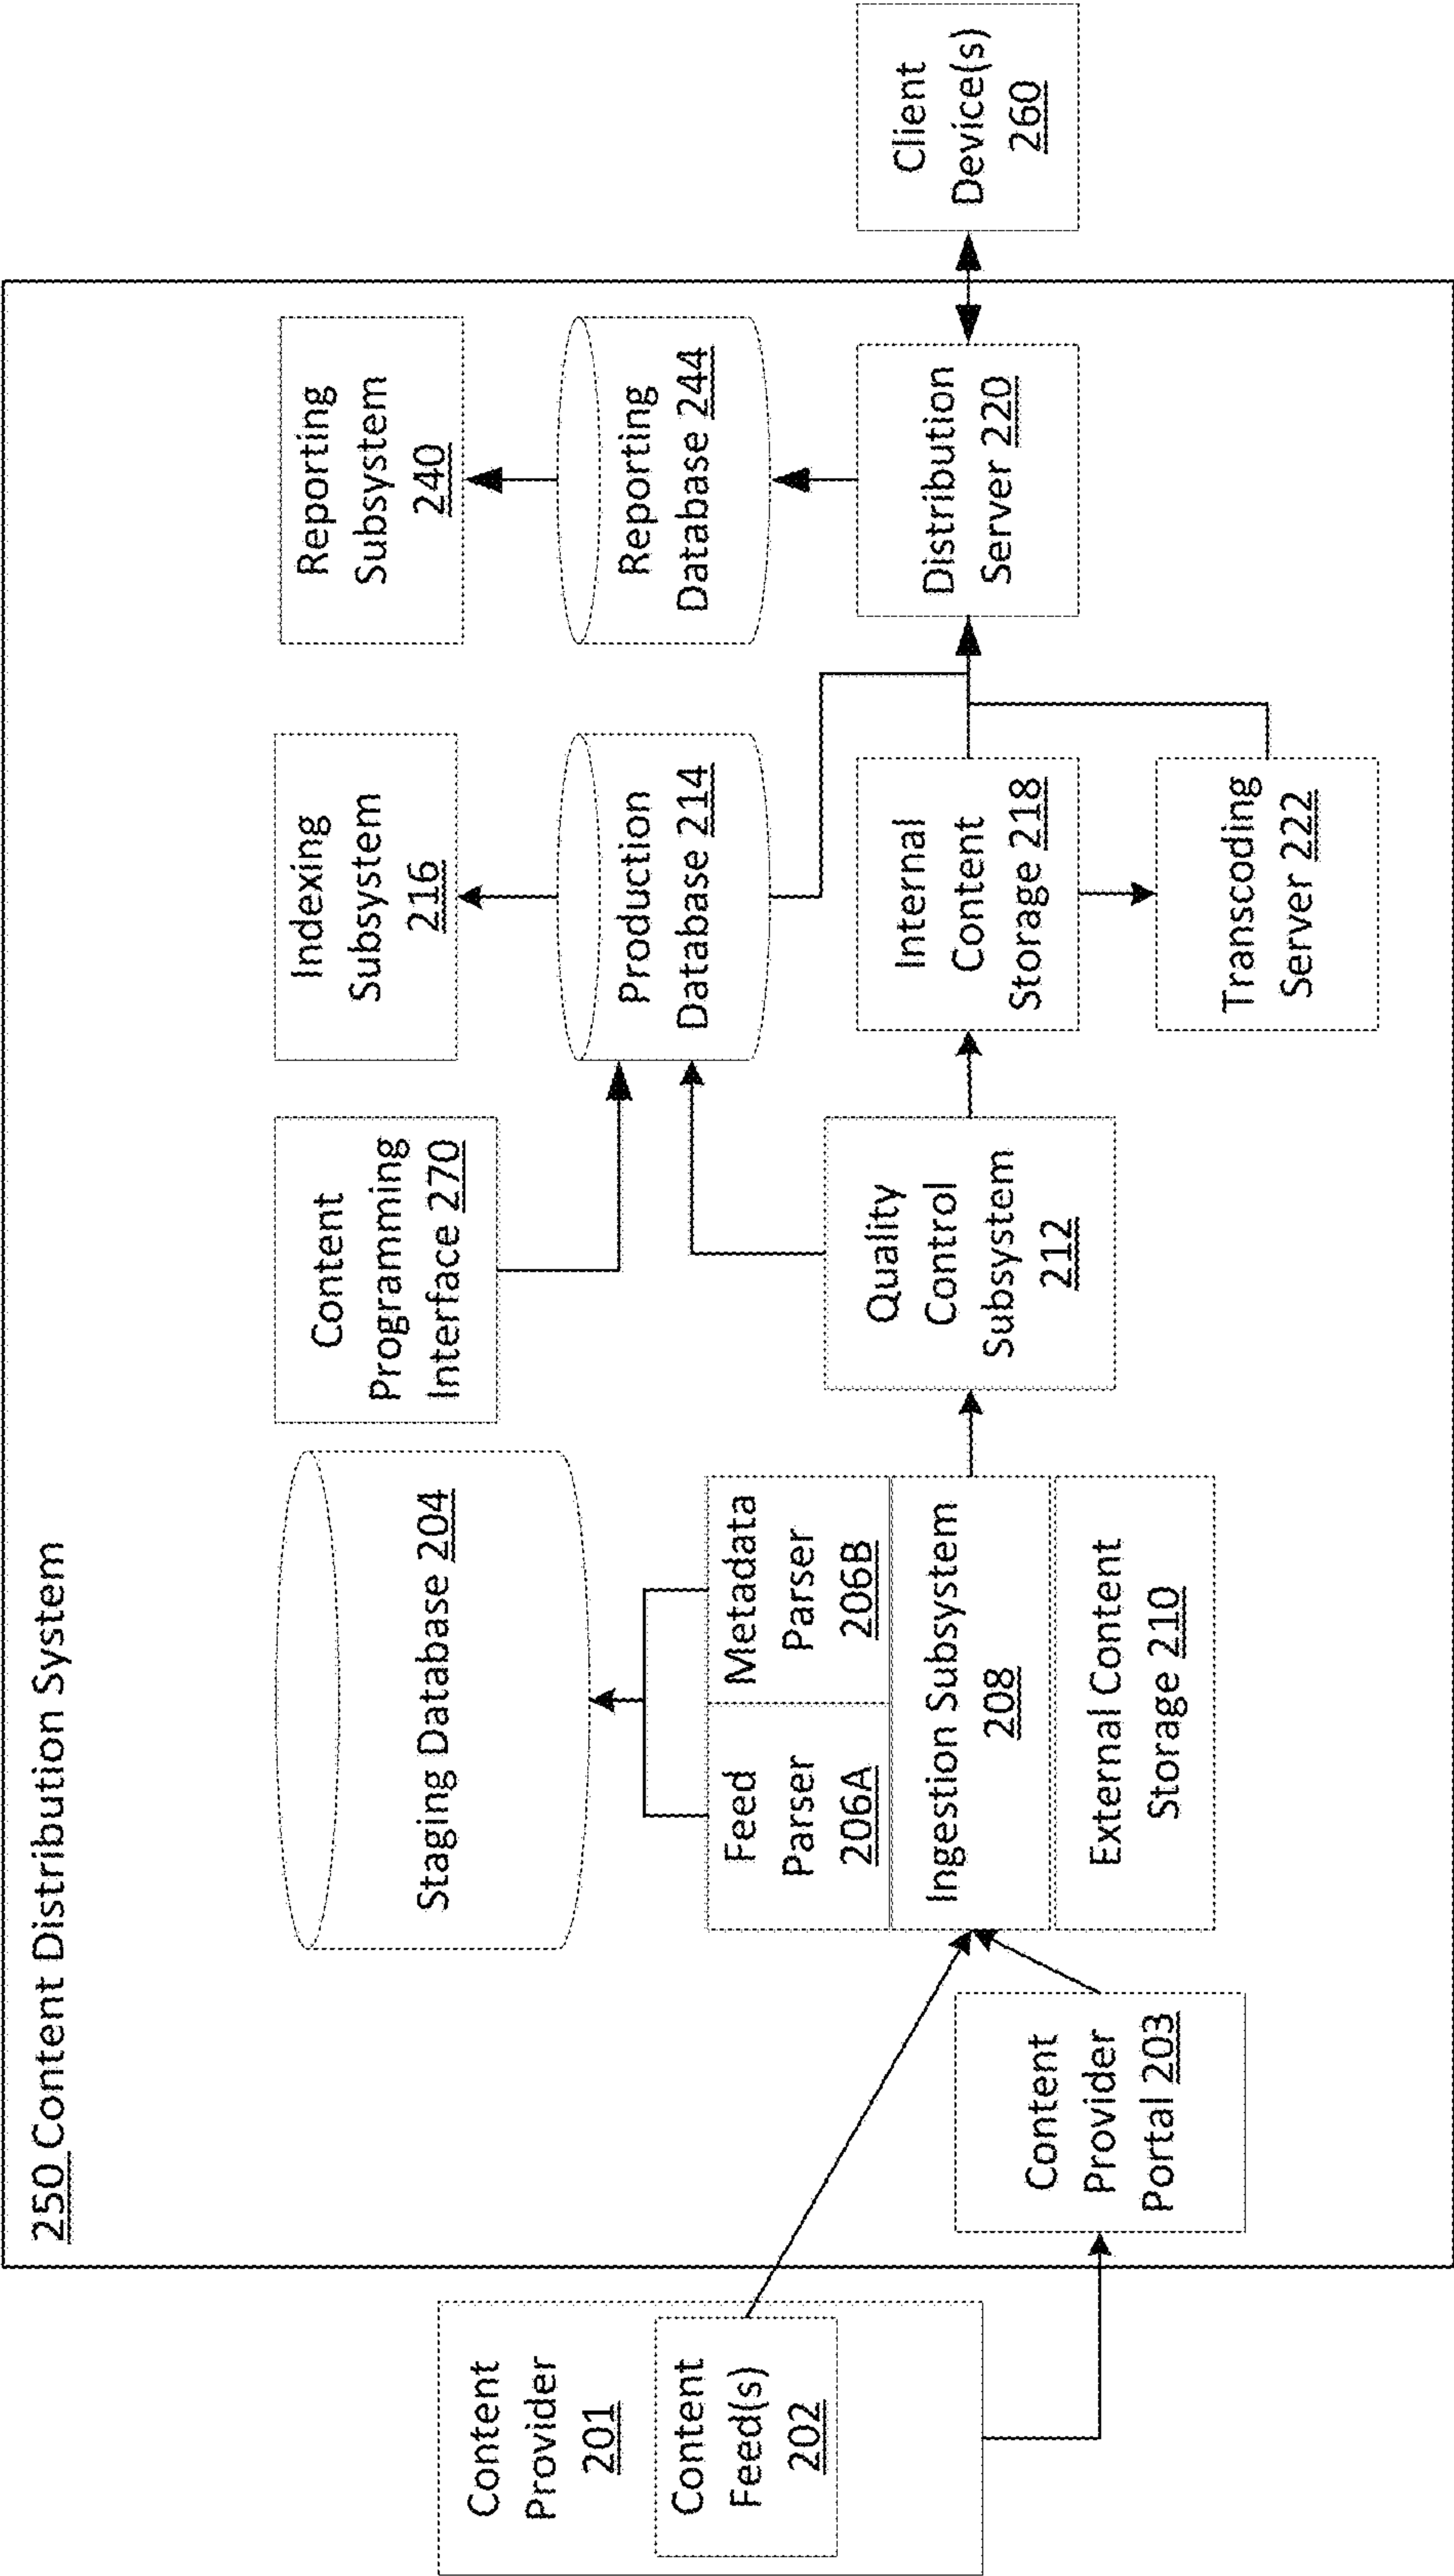 250 Content Distribution System
Content
Provider
201
Content
Feed(s)
202
Content
Provider
Portal 203
Staging Database 204
Feed
Parser
206A
Metadata
Parser
206B
Ingestion Subsystem
208
External Content
Storage 210
Content
Programming
Interface 270
Quality
Control
Subsystem
212
Indexing
Subsystem
216
Production
Database 214
Internal
Content
Storage 218
Transcoding
Server 222
Reporting
Subsystem
240
Reporting
Database 244
Distribution
Server 220
Client
Device(s)
260